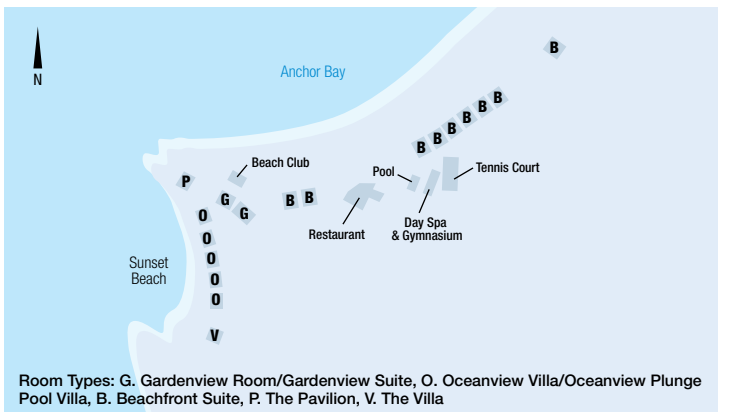 B
Anchor Bay
N
B
B
B
B
B
B
Beach Club
Pool
Tennis Court
P
G
B B
G
O
Restaurant
Day Spa
& Gymnasium
O
O
Sunset
Beach
O
O
V
Room Types: G. Gardenview Room/Gardenview Suite, O. Oceanview Villa/Oceanview Plunge
Pool Villa, B. Beachfront Suite, P. The Pavilion, V. The Villa